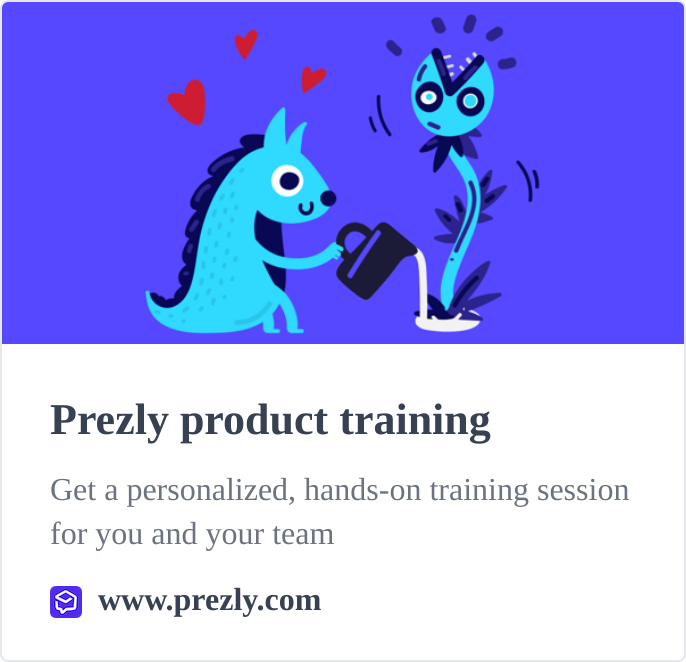 Prezly product training
Get a personalized, hands-on training session
for you and your team
www.prezly.com